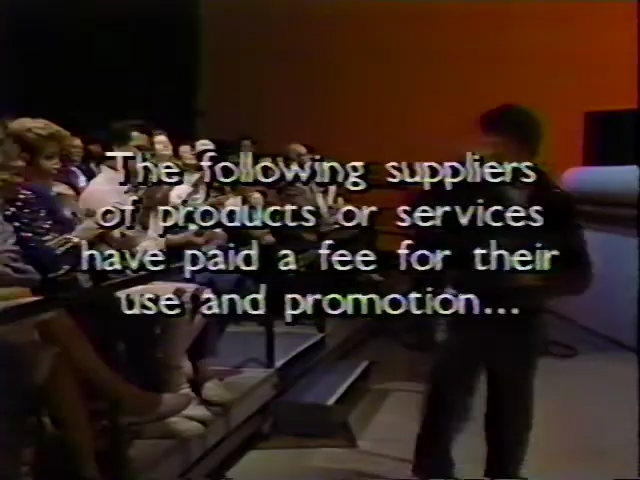 The following suppliers
of products or services
have paid a fee for their
use and promotion...